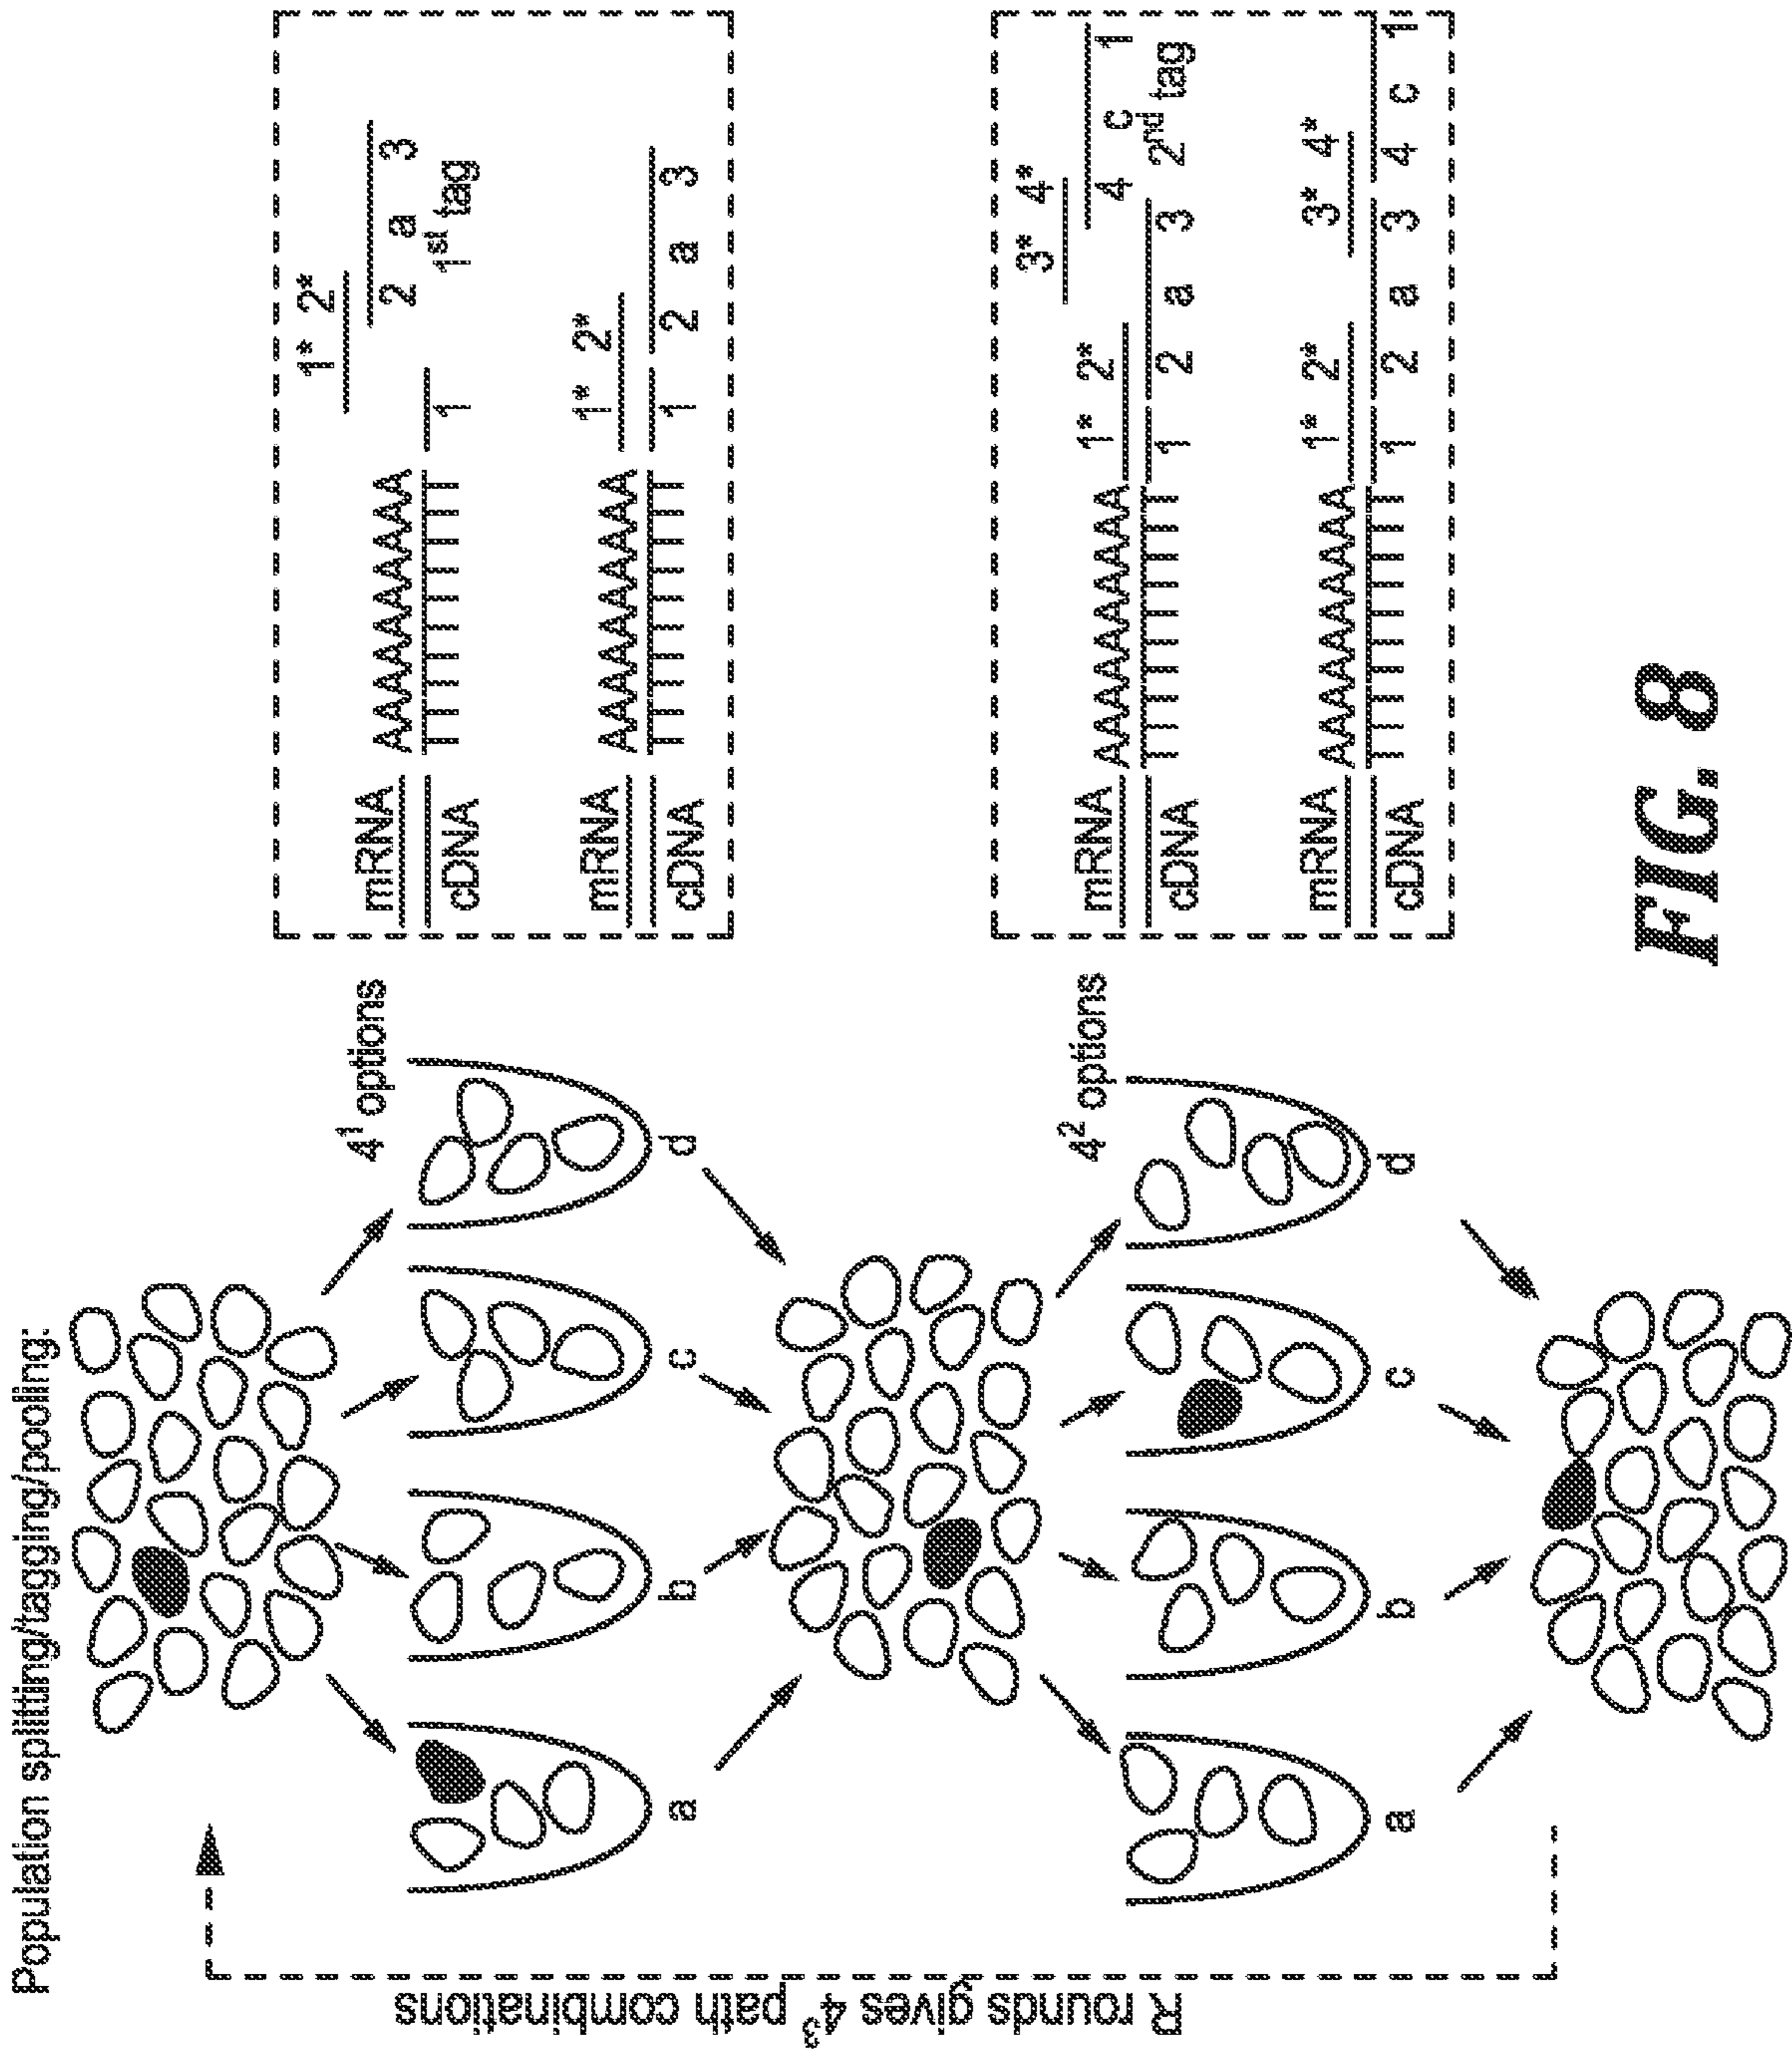 Population splitting/tagging/pooling:
4¹ options
a b c d
4² options
a b c d
R rounds gives 4³ path combinations
1* 2*
mRNA AAAAAAAAAA 2 a 3
cDNA TTTTTTTTTT 1 1st tag
1* 2*
mRNA AAAAAAAAAA
cDNA TTTTTTTTTT 1 2 a 3
3* 4*
mRNA AAAAAAAAAA 1* 2* 4 c 1
cDNA TTTTTTTTTT 1 2 a 3 2nd tag
mRNA AAAAAAAAAA 1* 2* 3* 4*
cDNA TTTTTTTTTT 1 2 a 3 4 c 1
FIG. 8